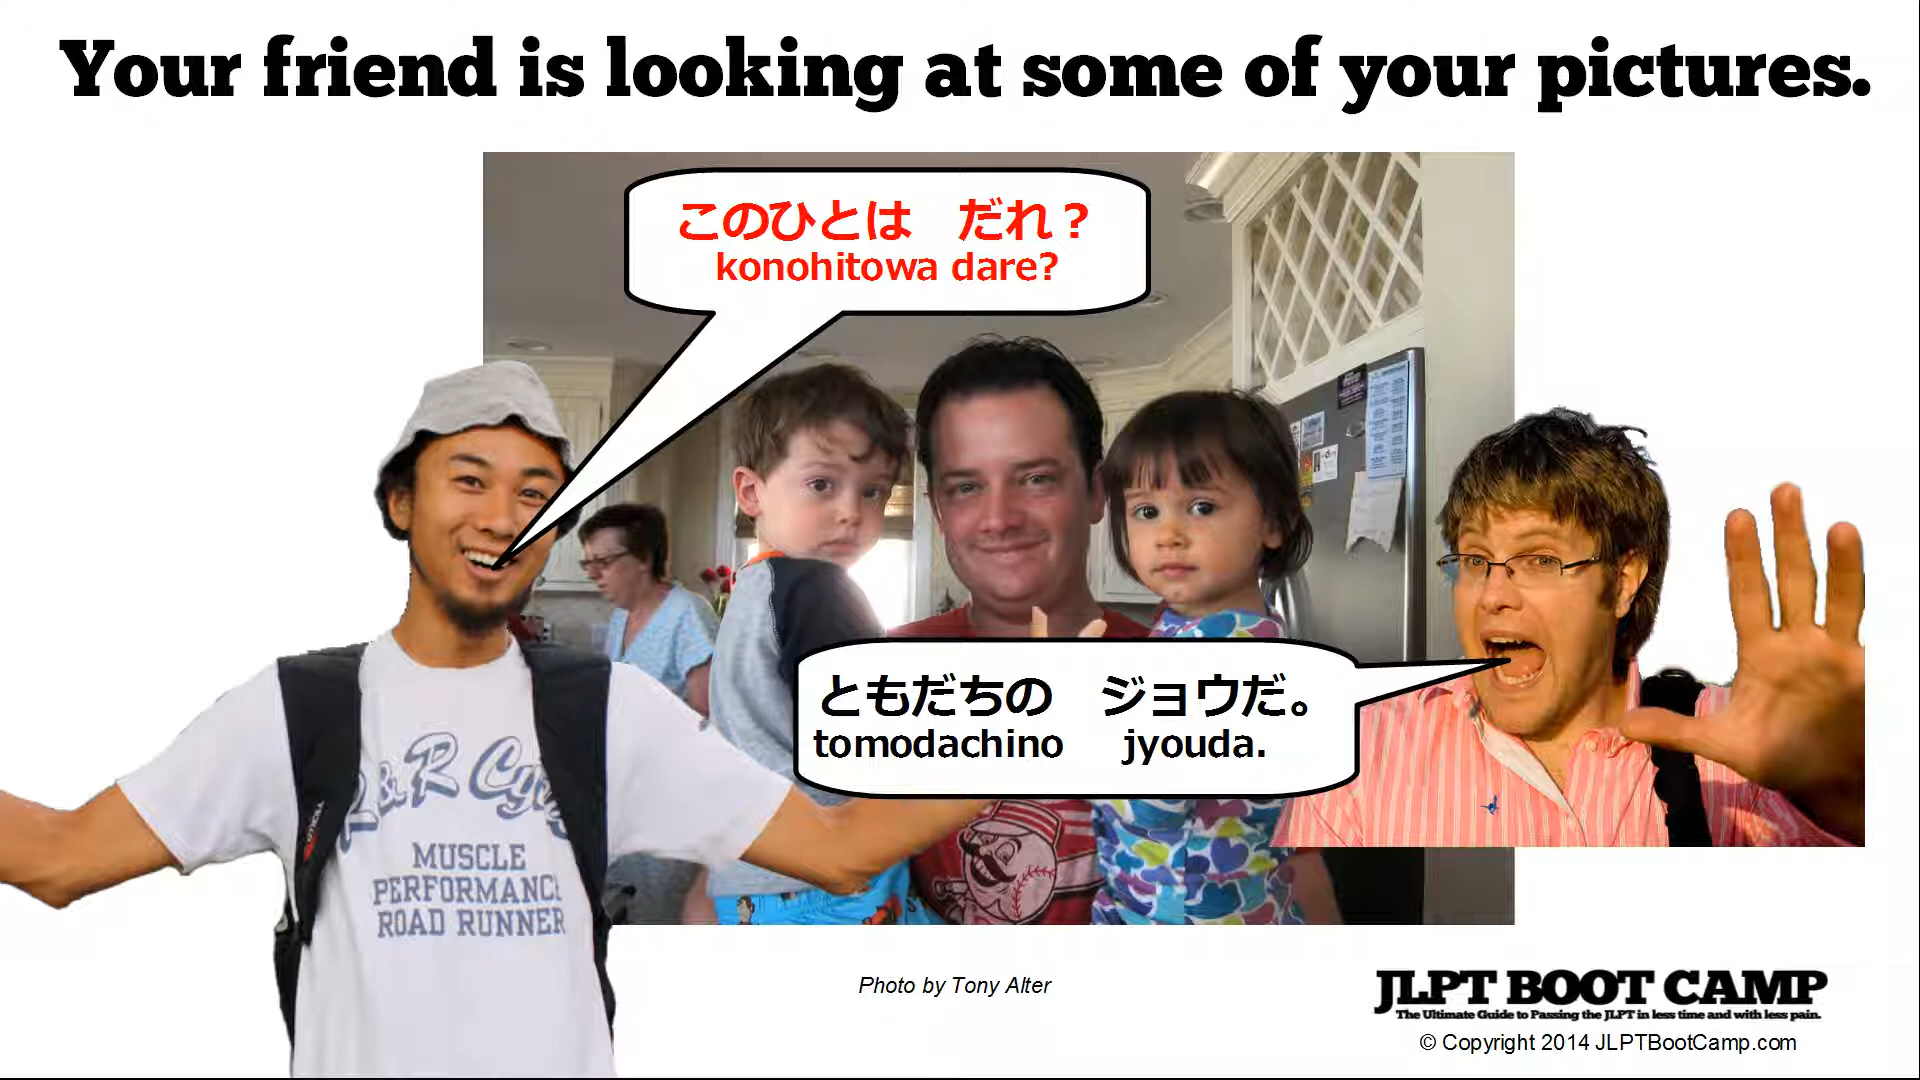 Your friend is looking at some of your pictures.
このひとは　だれ？
konohitowa dare?
ともだちの　ジョウだ。
tomodachino jyouda.
MUSCLE
PERFORMANC
ROAD RUNNER
Photo by Tony Alter
JLPT BOOT CAMP
The Ultimate Guide to Passing the JLPT in less time and with less pain.
© Copyright 2014 JLPTBootCamp.com